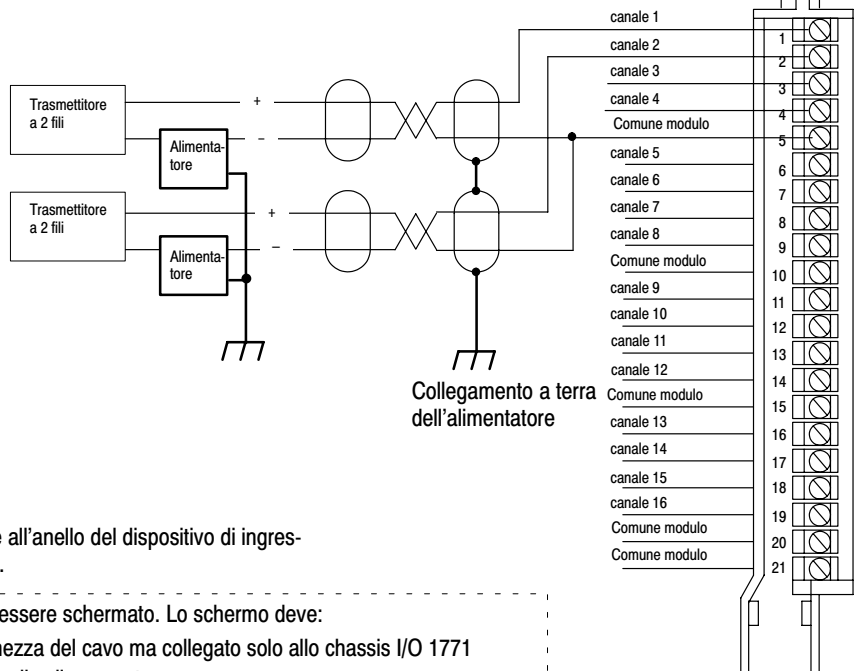 canale 1
1
canale 2
2
canale 3
3
canale 4
4
Comune modulo
5
canale 5
6
canale 6
7
canale 7
8
canale 8
9
Comune modulo
10
canale 9
11
canale 10
12
canale 11
13
canale 12
14
Comune modulo
15
canale 13
16
canale 14
17
canale 15
18
canale 16
19
Comune modulo
20
Comune modulo
21
Trasmettitore
a 2 fili
+
–
Alimenta-
tore
Trasmettitore
a 2 fili
+
–
Alimenta-
tore
Collegamento a terra
dell'alimentatore
all'anello del dispositivo di ingres-
.
essere schermato. Lo schermo deve:
del cavo ma collegato solo allo chassis I/O 1771